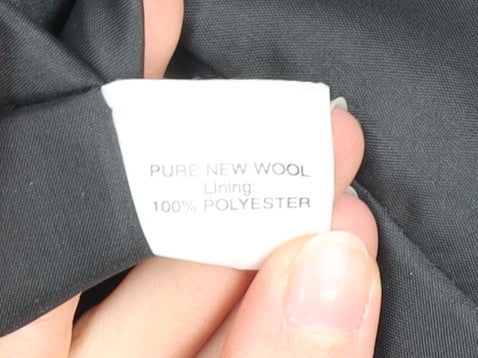 PURE NEW WOOL
Lining:
100% POLYESTER